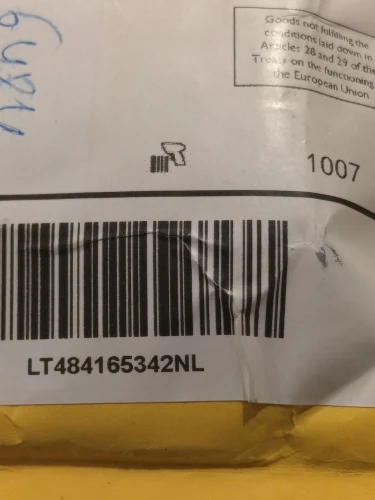 Goods not fulfilling the
conditions laid down in
Articles 28 and 29 of the
Treaty on the functioning
the European Union
1007
LT484165342NL